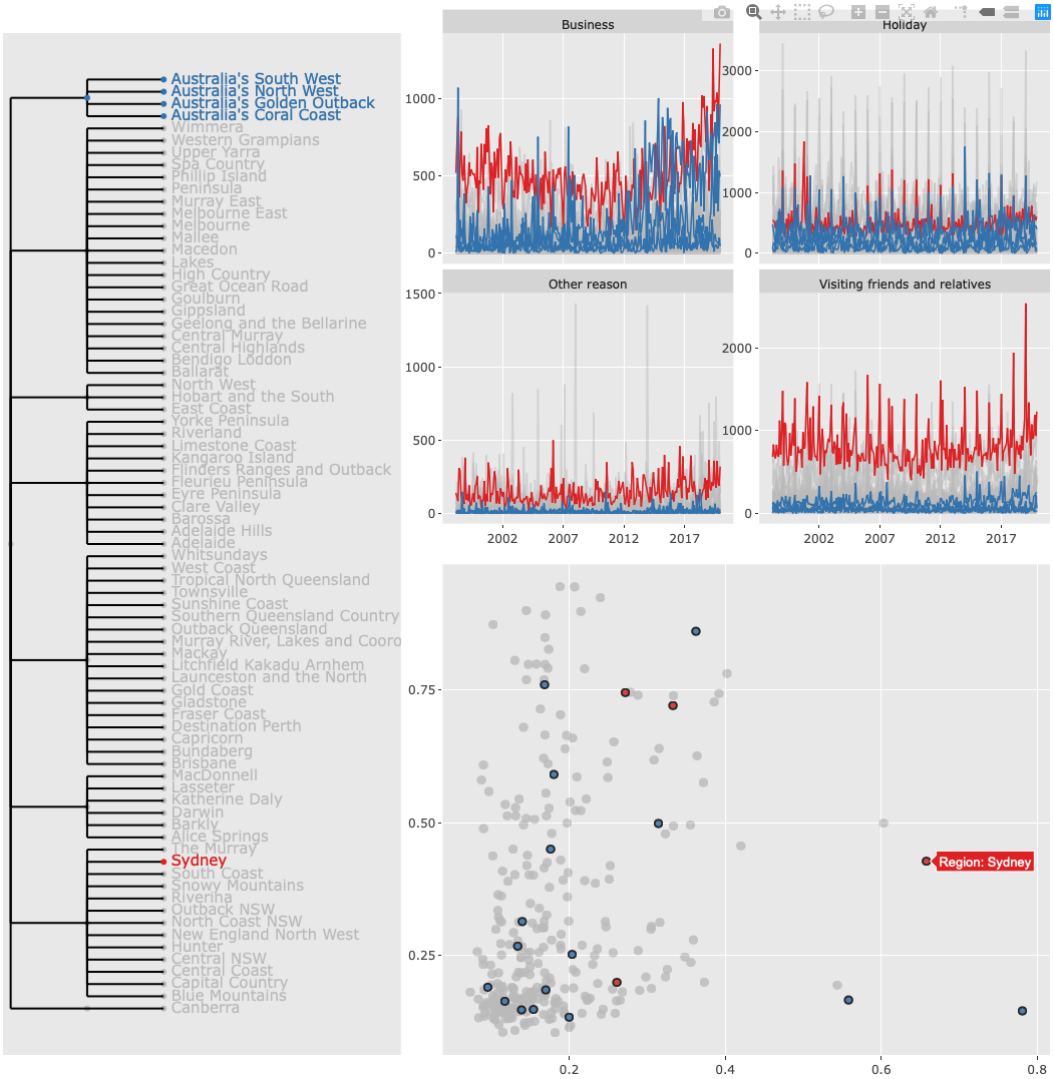 Australia's South West
Australia's North West
Australia's Golden Outback
Australia's Coral Coast
Wimmera
Western Grampians
Upper Yarra
Spa Country
Phillip Island
Peninsula
Murray East
Melbourne East
Melbourne
Mallee
Macedon
Lakes
High Country
Great Ocean Road
Goulburn
Gippsland
Geelong and the Bellarine
Central Murray
Central Highlands
Bendigo Loddon
Ballarat
North West
Hobart and the South
East Coast
Yorke Peninsula
Riverland
Limestone Coast
Kangaroo Island
Flinders Ranges and Outback
Fleurieu Peninsula
Eyre Peninsula
Clare Valley
Barossa
Adelaide Hills
Adelaide
Whitsundays
West Coast
Tropical North Queensland
Townsville
Sunshine Coast
Southern Queensland Country
Outback Queensland
Murray River, Lakes and Cooro
Mackay
Litchfield Kakadu Arnhem
Launceston and the North
Gold Coast
Gladstone
Fraser Coast
Destination Perth
Capricorn
Bundaberg
Brisbane
MacDonnell
Lasseter
Katherine Daly
Darwin
Barkly
Alice Springs
The Murray
Sydney
South Coast
Snowy Mountains
Riverina
Outback NSW
North Coast NSW
New England North West
Hunter
Central NSW
Central Coast
Capital Country
Blue Mountains
Canberra
Business
1000
500
0
Holiday
3000
2000
1000
0
Other reason
1500
1000
500
0
2002 2007 2012 2017
Visiting friends and relatives
2000
1000
0
2002 2007 2012 2017
0.75
0.50
0.25
Region: Sydney
0.2 0.4 0.6 0.8